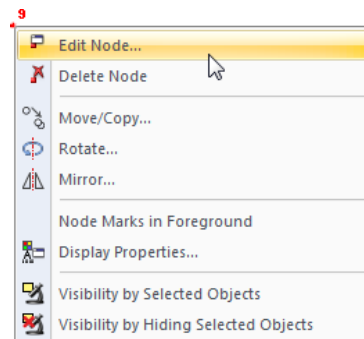 9
Edit Node...
Delete Node
Move/Copy...
Rotate...
Mirror...
Node Marks in Foreground
Display Properties...
Visibility by Selected Objects
Visibility by Hiding Selected Objects